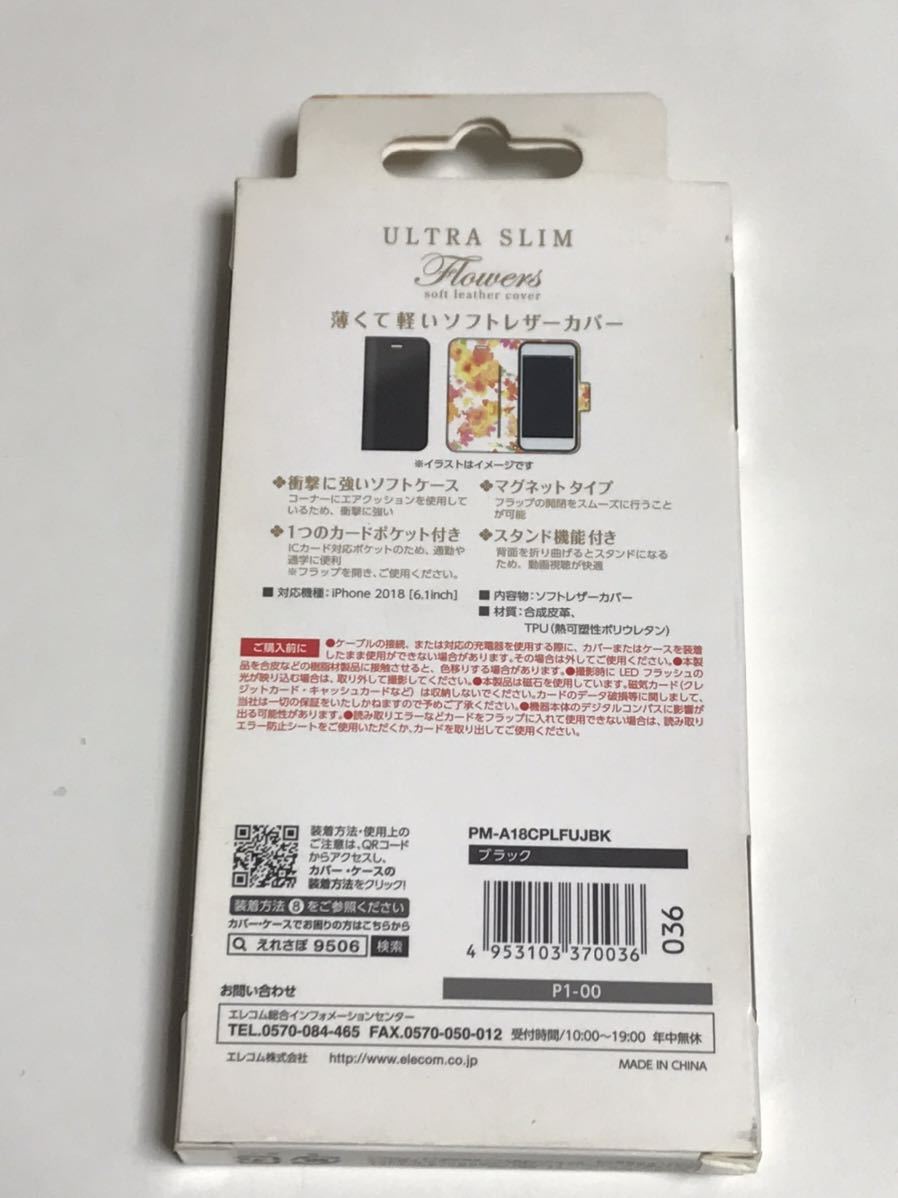 ULTRA SLIM
Flowers
soft leather cover
薄くて軽いソフトレザーカバー
※イラストはイメージです
衝撃に強いソフトケース
コーナーにエアクッションを使用して
いるため、衝撃に強い
マグネットタイプ
フラップの開閉をスムーズに行うこと
が可能
1つのカードポケット付き
ICカード対応ポケットのため、通勤や
通学に便利
※フラップを開き、ご使用ください。
スタンド機能付き
背面を折り曲げるとスタンドになる
ため、動画視聴が快適
■対応機種：iPhone 2018 [6.1inch]
■内容物：ソフトレザーカバー
■材質：合成皮革、
TPU（熱可塑性ポリウレタン）
ご購入前に
●ケーブルの接続、または対応の充電器を使用する際に、カバーまたはケースを装着
したまま使用ができない場合があります。その場合は外してご使用ください。●本製
品を合皮などの樹脂材製品に接触させると、色移りする場合があります。●撮影時に LED フラッシュの
光が映り込む場合は、取り外して撮影してください。●本製品は磁石を使用しています。磁気カード（クレ
ジットカード・キャッシュカードなど）は収納しないでください。カードのデータ破損等に関しまして、
当社は一切の保証をいたしかねますので予めご了承ください。●機器本体のデジタルコンパスに影響が
出る可能性があります。●読み取りエラーなどカードをフラップに入れて使用できない場合は、読み取り
エラー防止シートをご使用いただくか、カードを取り出してご使用ください。
装着方法・使用上の
ご注意は、QRコード
からアクセスし、
カバー・ケースの
装着方法をクリック!
装着方法 8 をご参照ください
カバー・ケースでお困りの方はこちらから
えれさぽ 9506 検索
PM-A18CPLFUJBK
ブラック
4 953103 370036
036
P1-00
お問い合わせ
エレコム総合インフォメーションセンター
TEL.0570-084-465 FAX.0570-050-012 受付時間/10:00～19:00 年中無休
エレコム株式会社 http://www.elecom.co.jp
MADE IN CHINA